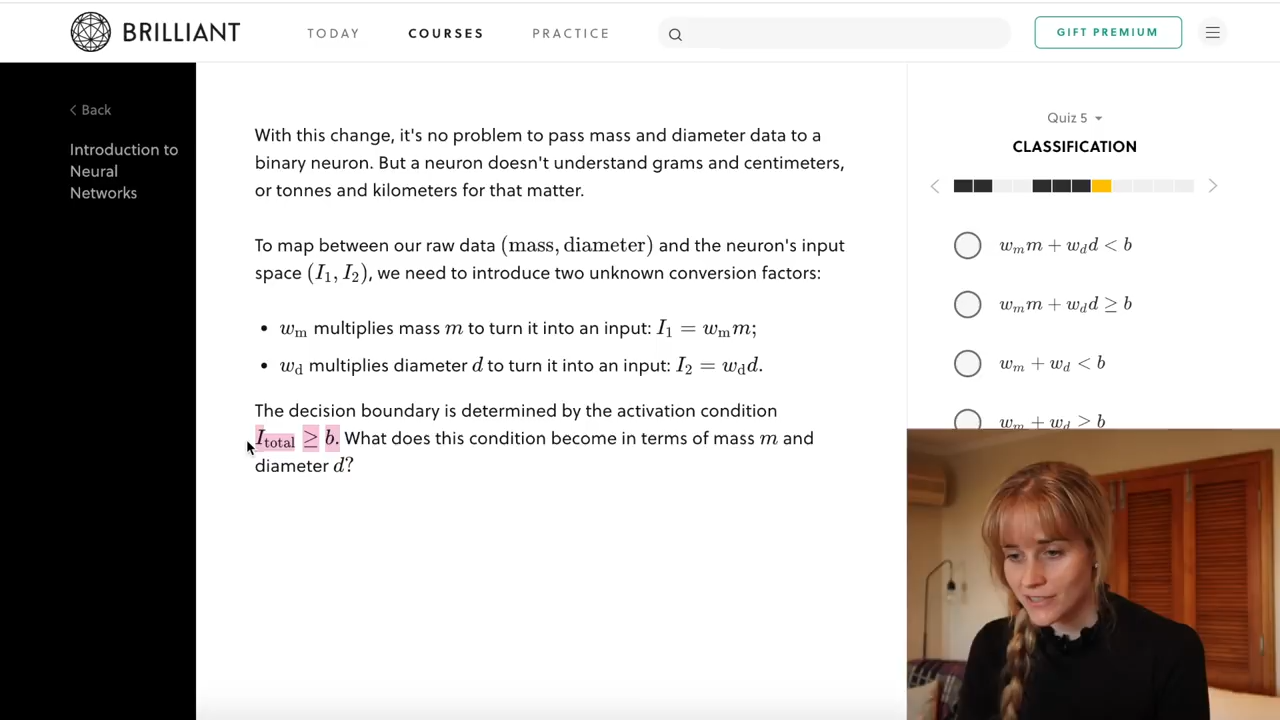 BRILLIANT
TODAY
COURSES
PRACTICE
GIFT PREMIUM
Back
Introduction to
Neural
Networks
With this change, it's no problem to pass mass and diameter data to a
binary neuron. But a neuron doesn't understand grams and centimeters,
or tonnes and kilometers for that matter.
To map between our raw data (mass, diameter) and the neuron's input
space (I₁, I₂), we need to introduce two unknown conversion factors:
• w_m multiplies mass m to turn it into an input: I₁ = w_m m;
• w_d multiplies diameter d to turn it into an input: I₂ = w_d d.
The decision boundary is determined by the activation condition
I_total ≥ b. What does this condition become in terms of mass m and
diameter d?
Quiz 5
CLASSIFICATION
w_m m + w_d d < b
w_m m + w_d d ≥ b
w_m + w_d < b
w_m + w_d ≥ b